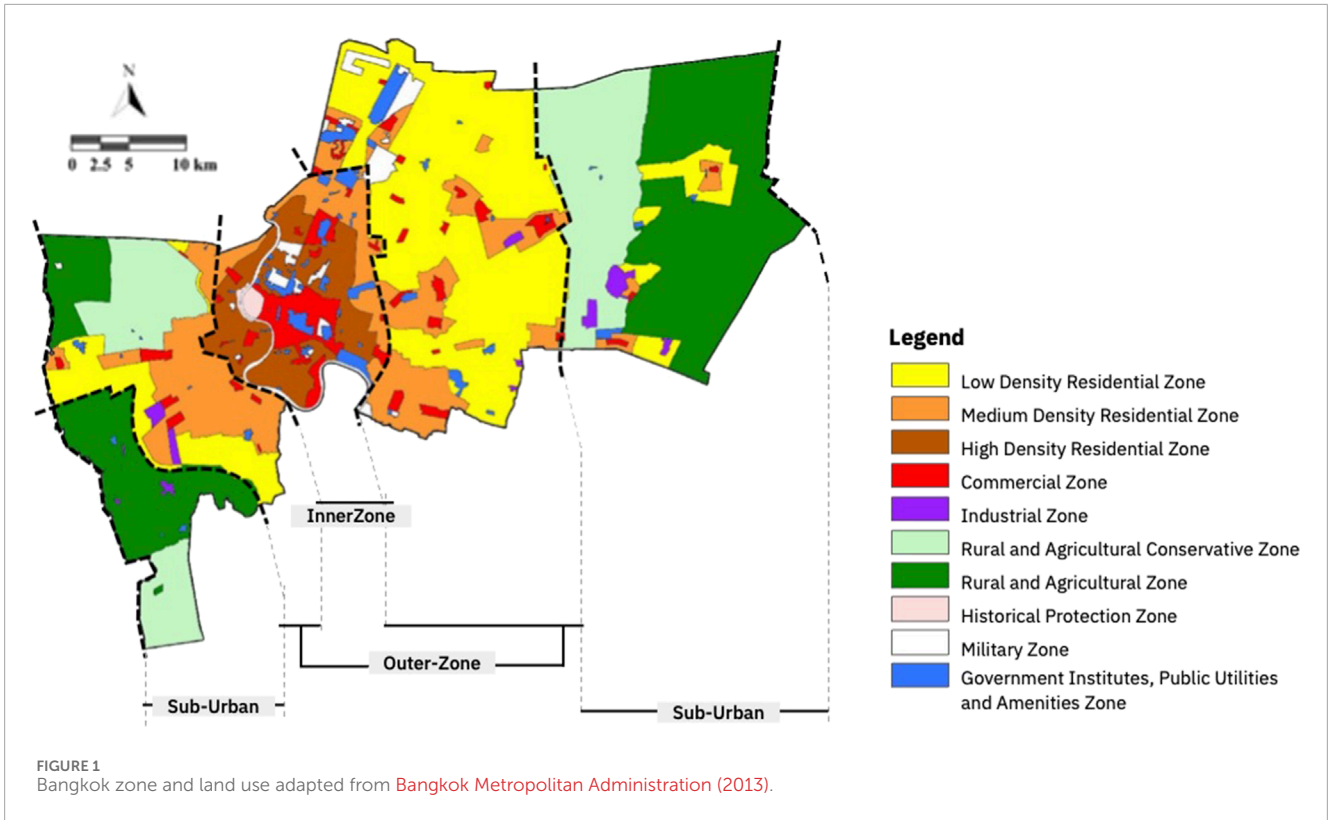 N
0 2.5 5 10 km
Legend
Low Density Residential Zone
Medium Density Residential Zone
High Density Residential Zone
Commercial Zone
Industrial Zone
Rural and Agricultural Conservative Zone
Rural and Agricultural Zone
Historical Protection Zone
Military Zone
Government Institutes, Public Utilities
and Amenities Zone
InnerZone
Outer-Zone
Sub-Urban
Sub-Urban
FIGURE 1
Bangkok zone and land use adapted from Bangkok Metropolitan Administration (2013).